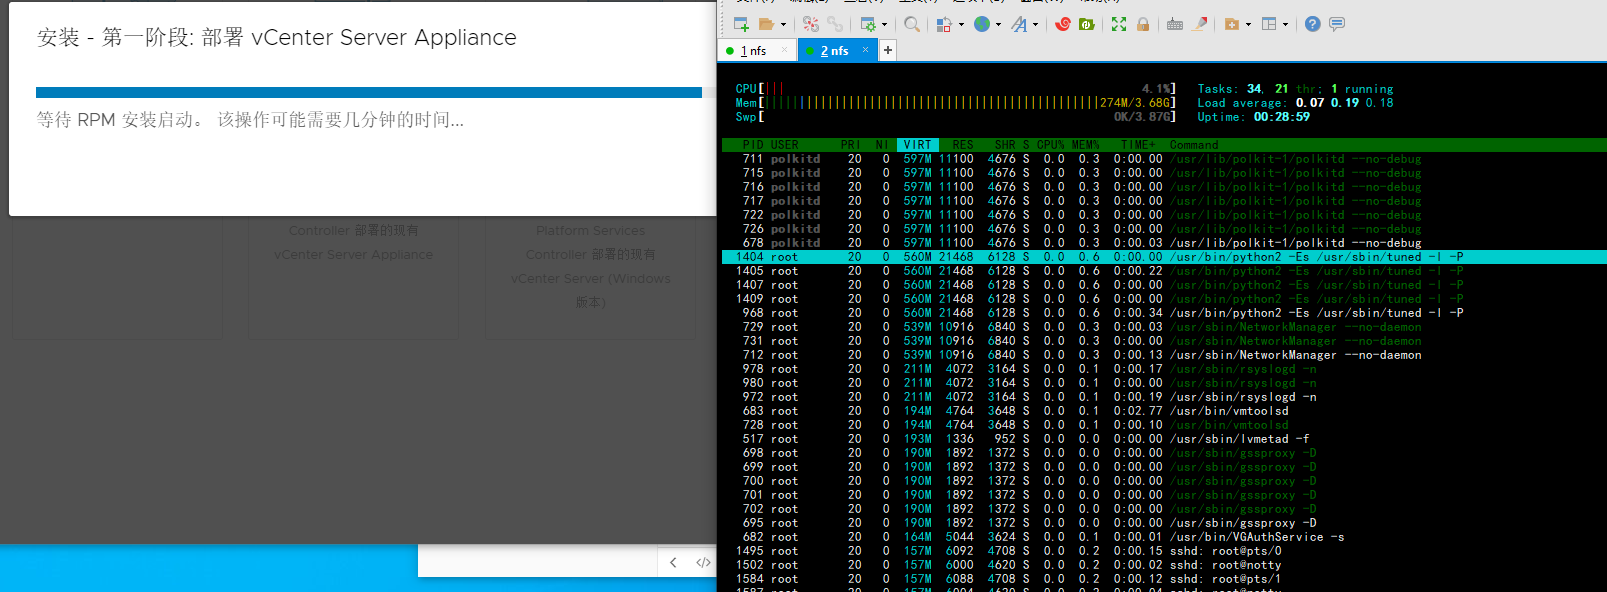 安装 - 第一阶段: 部署 vCenter Server Appliance
等待 RPM 安装启动。 该操作可能需要几分钟的时间...
Controller 部署的现有
vCenter Server Appliance
Platform Services
Controller 部署的现有
vCenter Server (Windows
版本)
1 nfs × 2 nfs × +
CPU[||| 4.1%] Tasks: 34, 21 thr; 1 running
Mem[ 274M/3.68G] Load average: 0.07 0.19 0.18
Swp[ 0K/3.87G] Uptime: 00:28:59
PID USER PRI NI VIRT RES SHR S CPU% MEM% TIME+ Command
711 polkitd 20 0 597M 11100 4676 S 0.0 0.3 0:00.00 /usr/lib/polkit-1/polkitd --no-debug
715 polkitd 20 0 597M 11100 4676 S 0.0 0.3 0:00.00 /usr/lib/polkit-1/polkitd --no-debug
716 polkitd 20 0 597M 11100 4676 S 0.0 0.3 0:00.00 /usr/lib/polkit-1/polkitd --no-debug
717 polkitd 20 0 597M 11100 4676 S 0.0 0.3 0:00.00 /usr/lib/polkit-1/polkitd --no-debug
722 polkitd 20 0 597M 11100 4676 S 0.0 0.3 0:00.00 /usr/lib/polkit-1/polkitd --no-debug
726 polkitd 20 0 597M 11100 4676 S 0.0 0.3 0:00.00 /usr/lib/polkit-1/polkitd --no-debug
678 polkitd 20 0 597M 11100 4676 S 0.0 0.3 0:00.03 /usr/lib/polkit-1/polkitd --no-debug
1404 root 20 0 560M 21468 6128 S 0.0 0.6 0:00.00 /usr/bin/python2 -Es /usr/sbin/tuned -l -P
1405 root 20 0 560M 21468 6128 S 0.0 0.6 0:00.22 /usr/bin/python2 -Es /usr/sbin/tuned -l -P
1407 root 20 0 560M 21468 6128 S 0.0 0.6 0:00.00 /usr/bin/python2 -Es /usr/sbin/tuned -l -P
1409 root 20 0 560M 21468 6128 S 0.0 0.6 0:00.00 /usr/bin/python2 -Es /usr/sbin/tuned -l -P
968 root 20 0 560M 21468 6128 S 0.0 0.6 0:00.34 /usr/bin/python2 -Es /usr/sbin/tuned -l -P
729 root 20 0 539M 10916 6840 S 0.0 0.3 0:00.03 /usr/sbin/NetworkManager --no-daemon
731 root 20 0 539M 10916 6840 S 0.0 0.3 0:00.00 /usr/sbin/NetworkManager --no-daemon
712 root 20 0 539M 10916 6840 S 0.0 0.3 0:00.13 /usr/sbin/NetworkManager --no-daemon
978 root 20 0 211M 4072 3164 S 0.0 0.1 0:00.17 /usr/sbin/rsyslogd -n
980 root 20 0 211M 4072 3164 S 0.0 0.1 0:00.00 /usr/sbin/rsyslogd -n
972 root 20 0 211M 4072 3164 S 0.0 0.1 0:00.19 /usr/sbin/rsyslogd -n
683 root 20 0 194M 4764 3648 S 0.0 0.1 0:02.77 /usr/bin/vmtoolsd
728 root 20 0 194M 4764 3648 S 0.0 0.1 0:00.10 /usr/bin/vmtoolsd
517 root 20 0 193M 1336 952 S 0.0 0.0 0:00.00 /usr/sbin/lvmetad -f
698 root 20 0 190M 1892 1372 S 0.0 0.0 0:00.00 /usr/sbin/gssproxy -D
699 root 20 0 190M 1892 1372 S 0.0 0.0 0:00.00 /usr/sbin/gssproxy -D
700 root 20 0 190M 1892 1372 S 0.0 0.0 0:00.00 /usr/sbin/gssproxy -D
701 root 20 0 190M 1892 1372 S 0.0 0.0 0:00.00 /usr/sbin/gssproxy -D
702 root 20 0 190M 1892 1372 S 0.0 0.0 0:00.00 /usr/sbin/gssproxy -D
695 root 20 0 190M 1892 1372 S 0.0 0.0 0:00.00 /usr/sbin/gssproxy -D
682 root 20 0 164M 5044 3624 S 0.0 0.1 0:00.01 /usr/bin/VGAuthService -s
1495 root 20 0 157M 6092 4708 S 0.0 0.2 0:00.15 sshd: root@pts/0
1502 root 20 0 157M 6000 4620 S 0.0 0.2 0:00.02 sshd: root@notty
1584 root 20 0 157M 6088 4708 S 0.0 0.2 0:00.12 sshd: root@pts/1